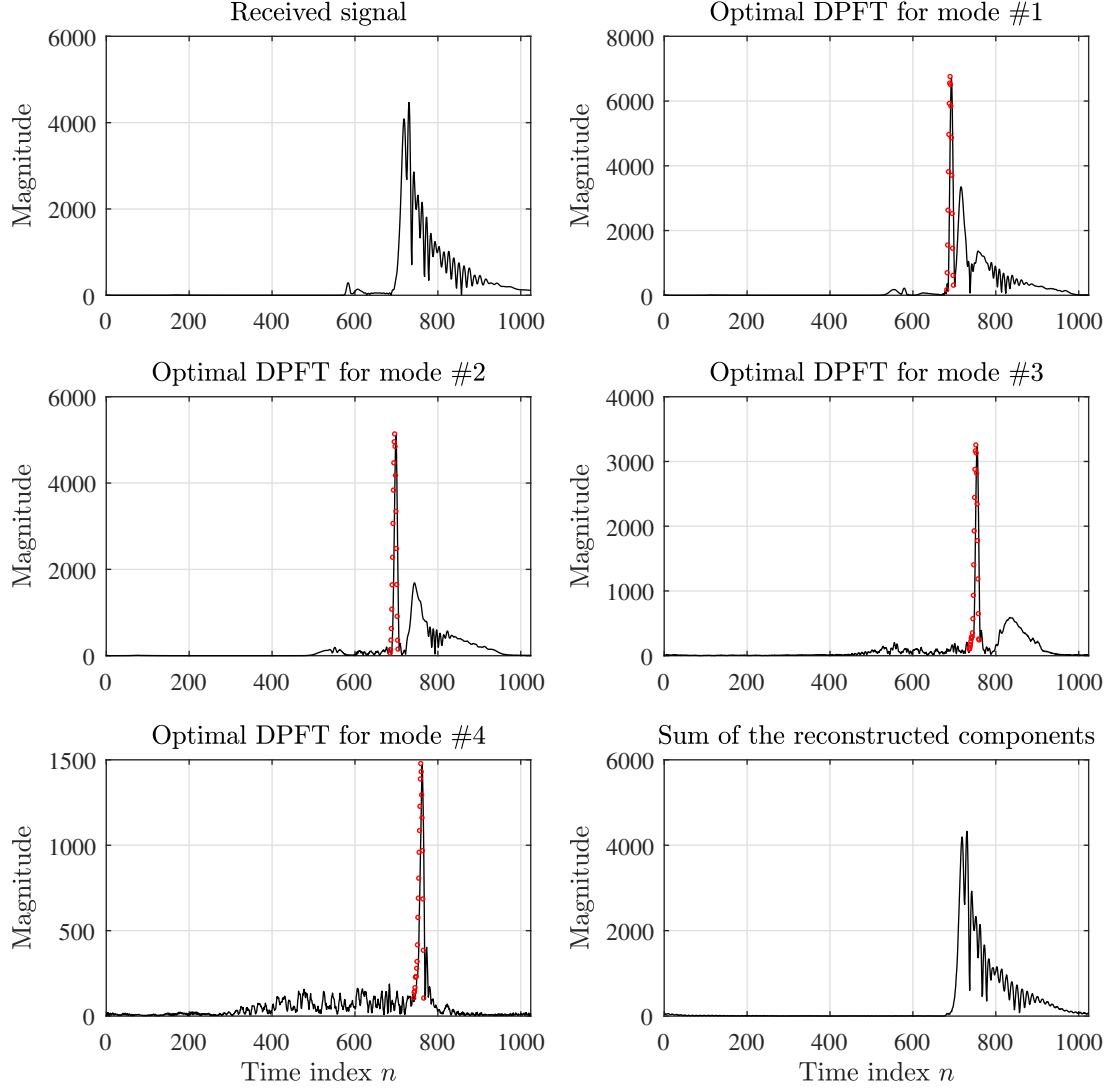 Received signal
6000
4000
2000
0
Magnitude
0 200 400 600 800 1000
Optimal DPFT for mode #1
8000
6000
4000
2000
0
Magnitude
0 200 400 600 800 1000
Optimal DPFT for mode #2
6000
4000
2000
0
Magnitude
0 200 400 600 800 1000
Optimal DPFT for mode #3
4000
3000
2000
1000
0
Magnitude
0 200 400 600 800 1000
Optimal DPFT for mode #4
1500
1000
500
0
Magnitude
0 200 400 600 800 1000
Time index n
Sum of the reconstructed components
6000
4000
2000
0
Magnitude
0 200 400 600 800 1000
Time index n